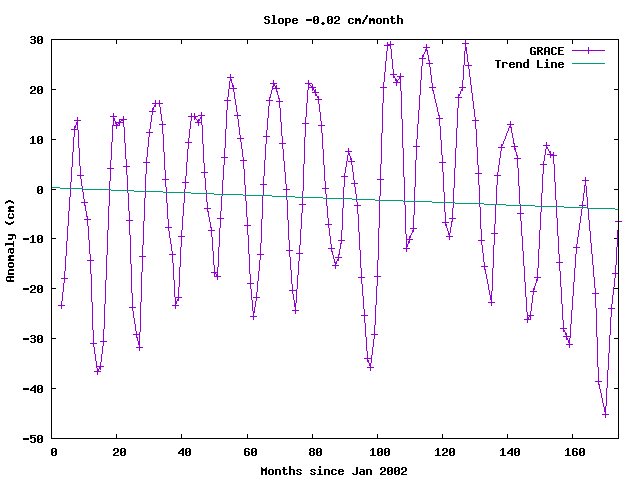 Slope -0.02 cm/month
GRACE
Trend Line
30
20
10
0
-10
-20
-30
-40
-50
Anomaly (cm)
0 20 40 60 80 100 120 140 160
Months since Jan 2002